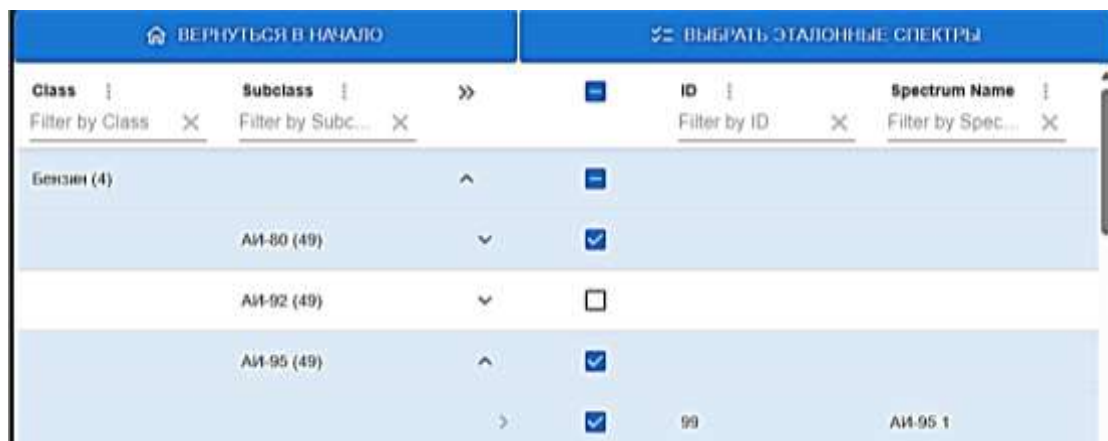 ВЕРНУТЬСЯ В НАЧАЛО
ВЫБРАТЬ ЭТАЛОННЫЕ СПЕКТРЫ
Class Subclass ID Spectrum Name
Filter by Class Filter by Subc... Filter by ID Filter by Spec...
Бензин (4)
АИ-80 (49)
АИ-92 (49)
АИ-95 (49)
99 АИ-95 1